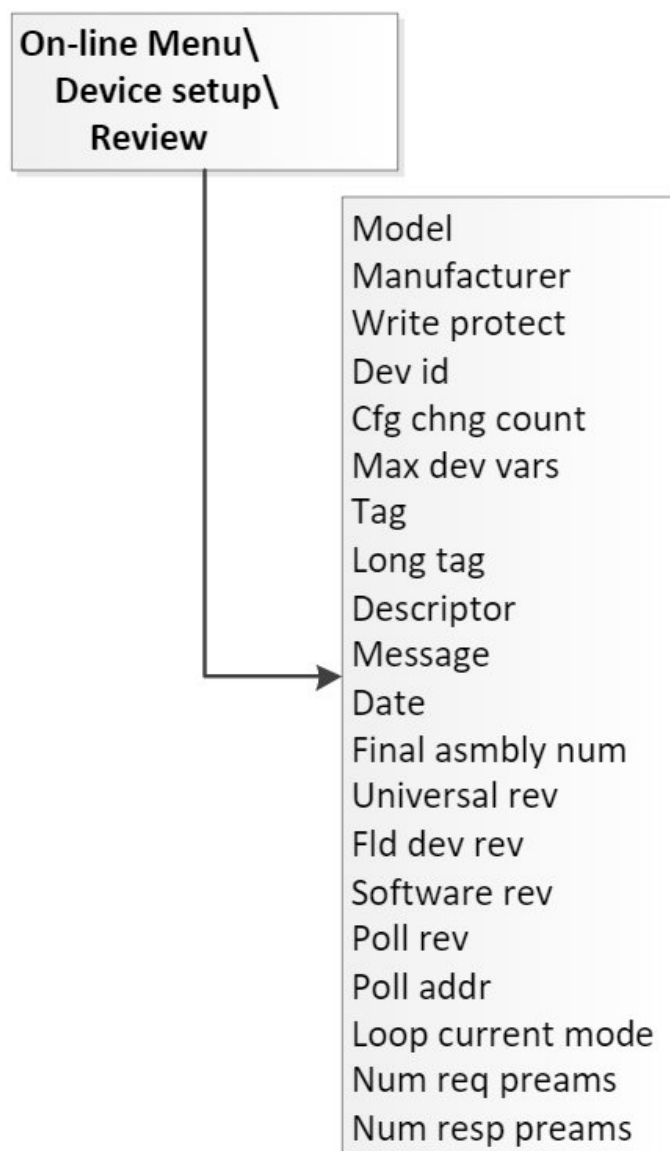 On-line Menu\
Device setup\
Review
Model
Manufacturer
Write protect
Dev id
Cfg chng count
Max dev vars
Tag
Long tag
Descriptor
Message
Date
Final asmbly num
Universal rev
Fld dev rev
Software rev
Poll rev
Poll addr
Loop current mode
Num req preams
Num resp preams